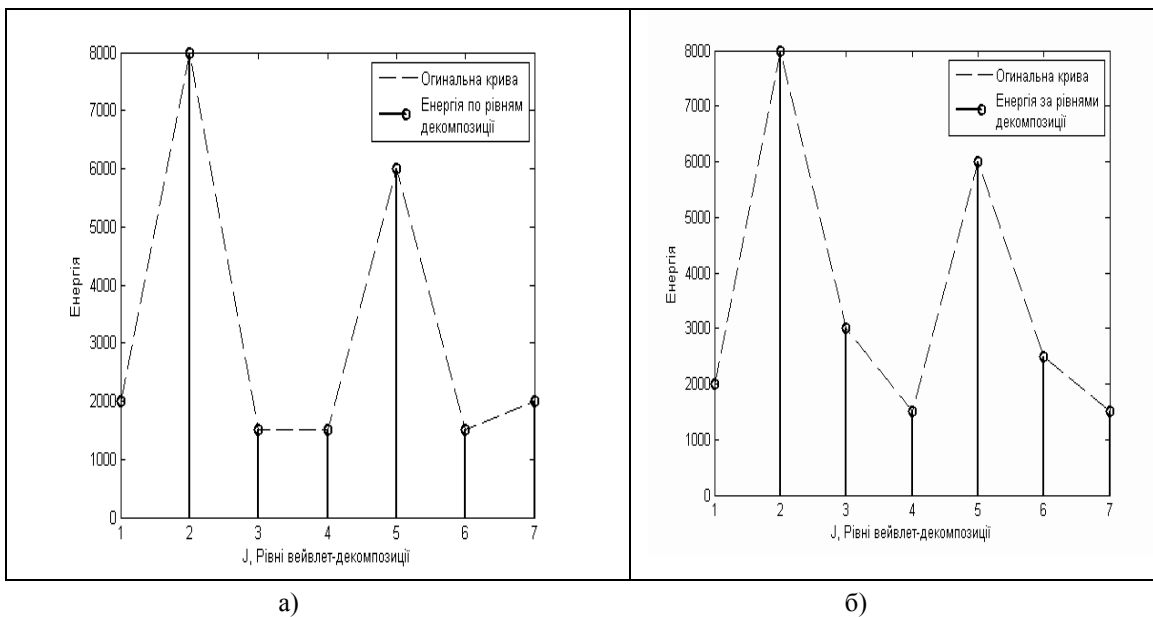 8000
7000
6000
5000
4000
3000
2000
1000
0
Енергія
1 2 3 4 5 6 7
J, Рівні вейвлет-декомпозиції
Огинальна крива
Енергія по рівням
декомпозиції
а)
8000
7000
6000
5000
4000
3000
2000
1000
0
Енергія
1 2 3 4 5 6 7
J, Рівні вейвлет-декомпозиції
Огинальна крива
Енергія за рівнями
декомпозиції
б)